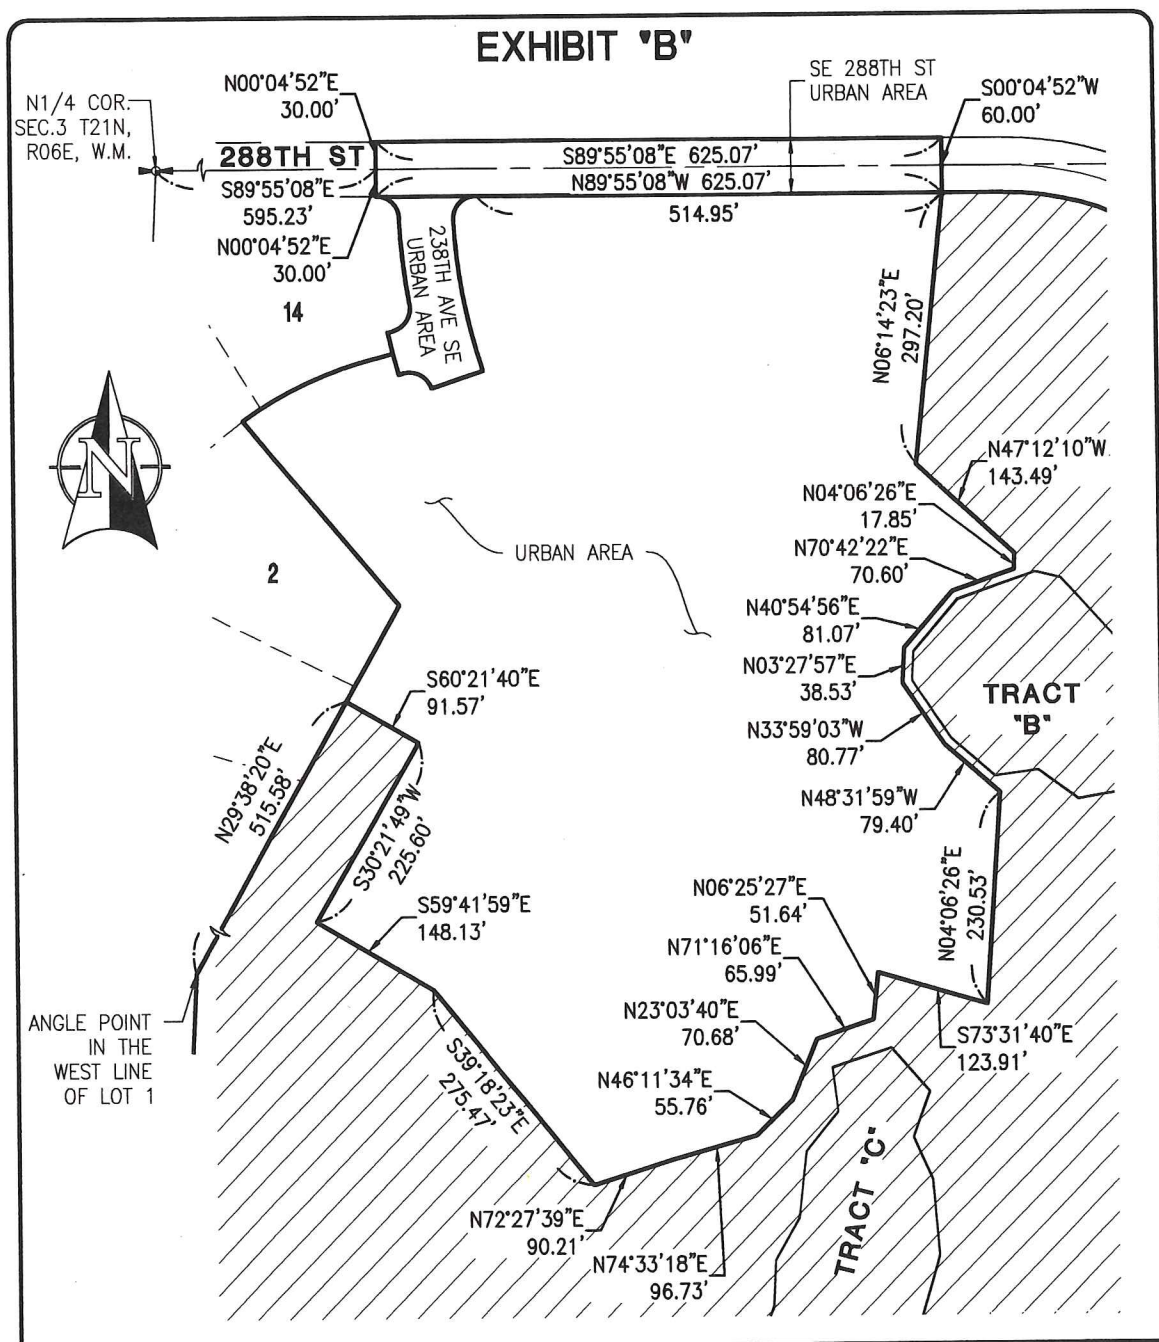 EXHIBIT "B"
N00°04'52"E
30.00'
SE 288TH ST
URBAN AREA
S00°04'52"W
60.00'
N1/4 COR.
SEC.3 T21N,
R06E, W.M.
288TH ST
S89°55'08"E 625.07'
N89°55'08"W 625.07'
S89°55'08"E
595.23'
514.95'
N00°04'52"E
30.00'
238TH AVE SE
URBAN AREA
14
N06°14'23"E
297.20'
N
N47°12'10"W
143.49'
N04°06'26"E
17.85'
N70°42'22"E
70.60'
URBAN AREA
2
N40°54'56"E
81.07'
N03°27'57"E
38.53'
TRACT
"B"
S60°21'40"E
91.57'
N33°59'03"W
80.77'
N29°38'20"E
515.58'
N48°31'59"W
79.40'
S30°21'49"W
225.60'
N04°06'26"E
230.53'
N06°25'27"E
51.64'
S59°41'59"E
148.13'
N71°16'06"E
65.99'
N23°03'40"E
70.68'
ANGLE POINT
IN THE
WEST LINE
OF LOT 1
S73°31'40"E
123.91'
S39°18'23"E
275.47'
N46°11'34"E
55.76'
TRACT "C"
N72°27'39"E
90.21'
N74°33'18"E
96.73'